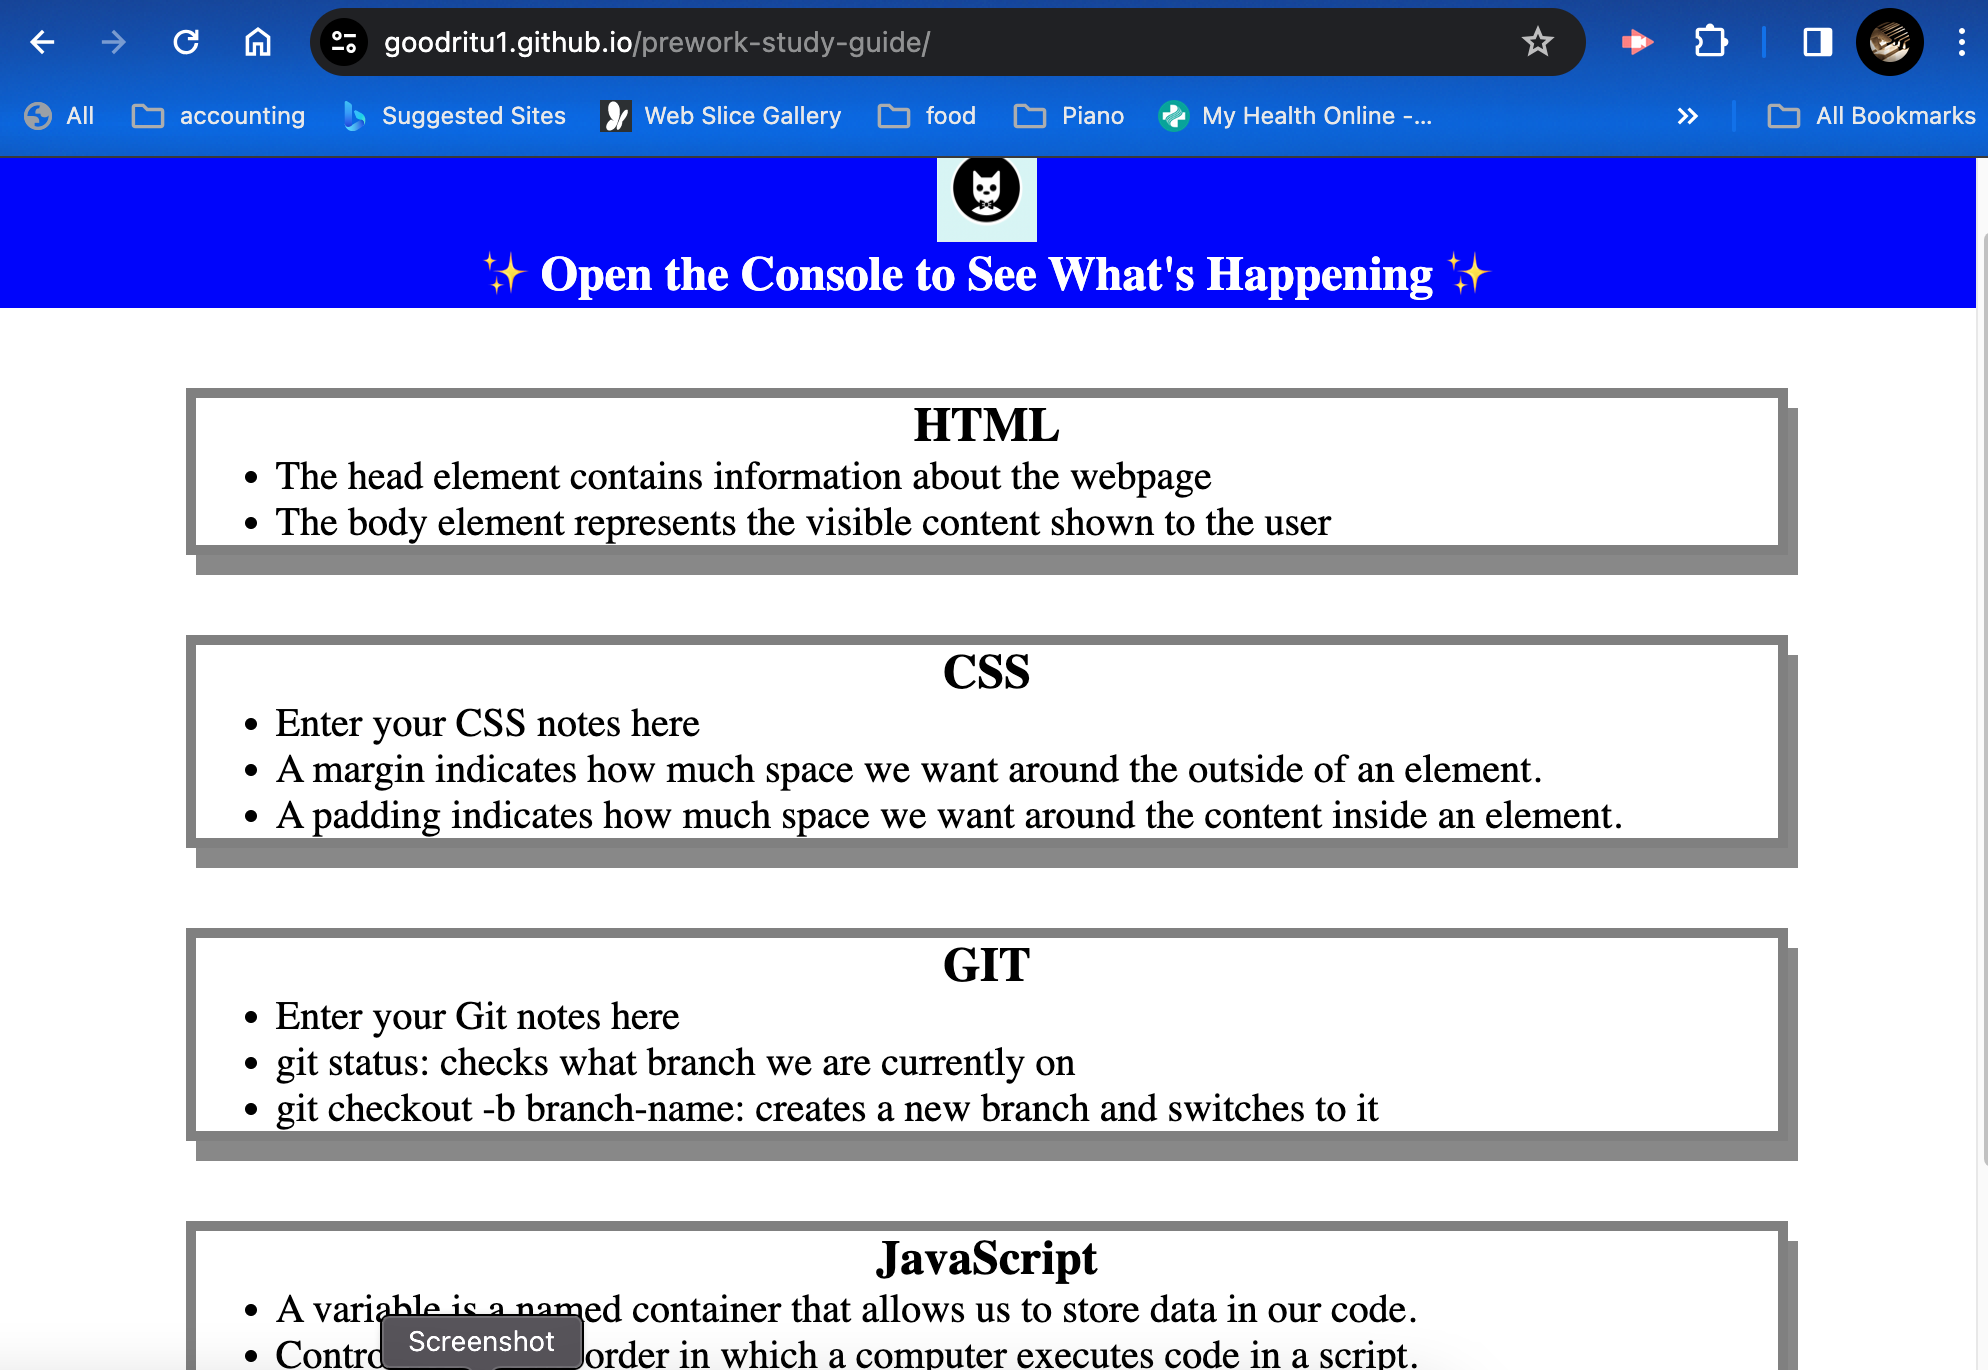 goodritu1.github.io/prework-study-guide/
All accounting Suggested Sites Web Slice Gallery food Piano My Health Online -... All Bookmarks
✨ Open the Console to See What's Happening ✨
HTML
• The head element contains information about the webpage
• The body element represents the visible content shown to the user
CSS
• Enter your CSS notes here
• A margin indicates how much space we want around the outside of an element.
• A padding indicates how much space we want around the content inside an element.
GIT
• Enter your Git notes here
• git status: checks what branch we are currently on
• git checkout -b branch-name: creates a new branch and switches to it
JavaScript
• A variable is a named container that allows us to store data in our code.
• Contro order in which a computer executes code in a script.
Screenshot